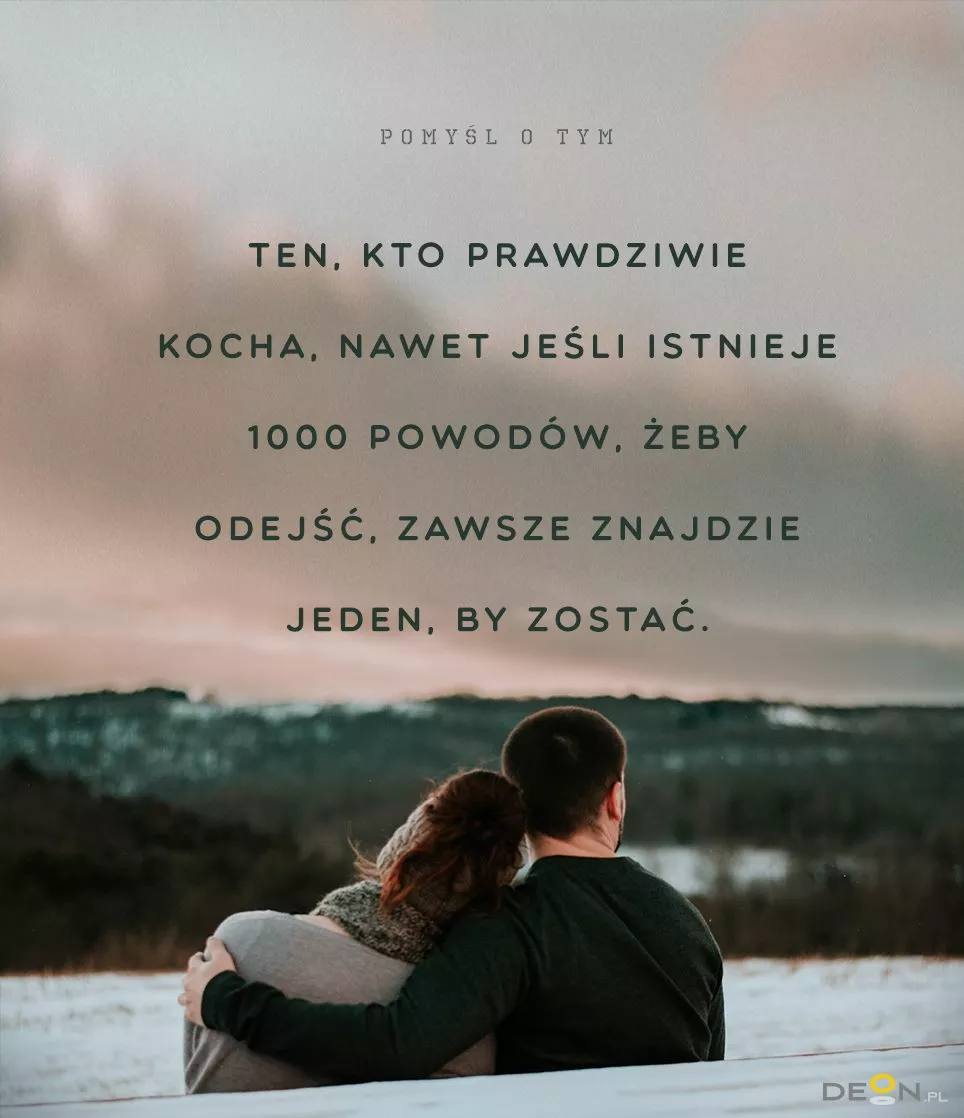 POMYŚL O TYM
TEN, KTO PRAWDZIWIE
KOCHA, NAWET JEŚLI ISTNIEJE
1000 POWODÓW, ŻEBY
ODEJŚĆ, ZAWSZE ZNAJDZIE
JEDEN, BY ZOSTAĆ.
DEON.PL